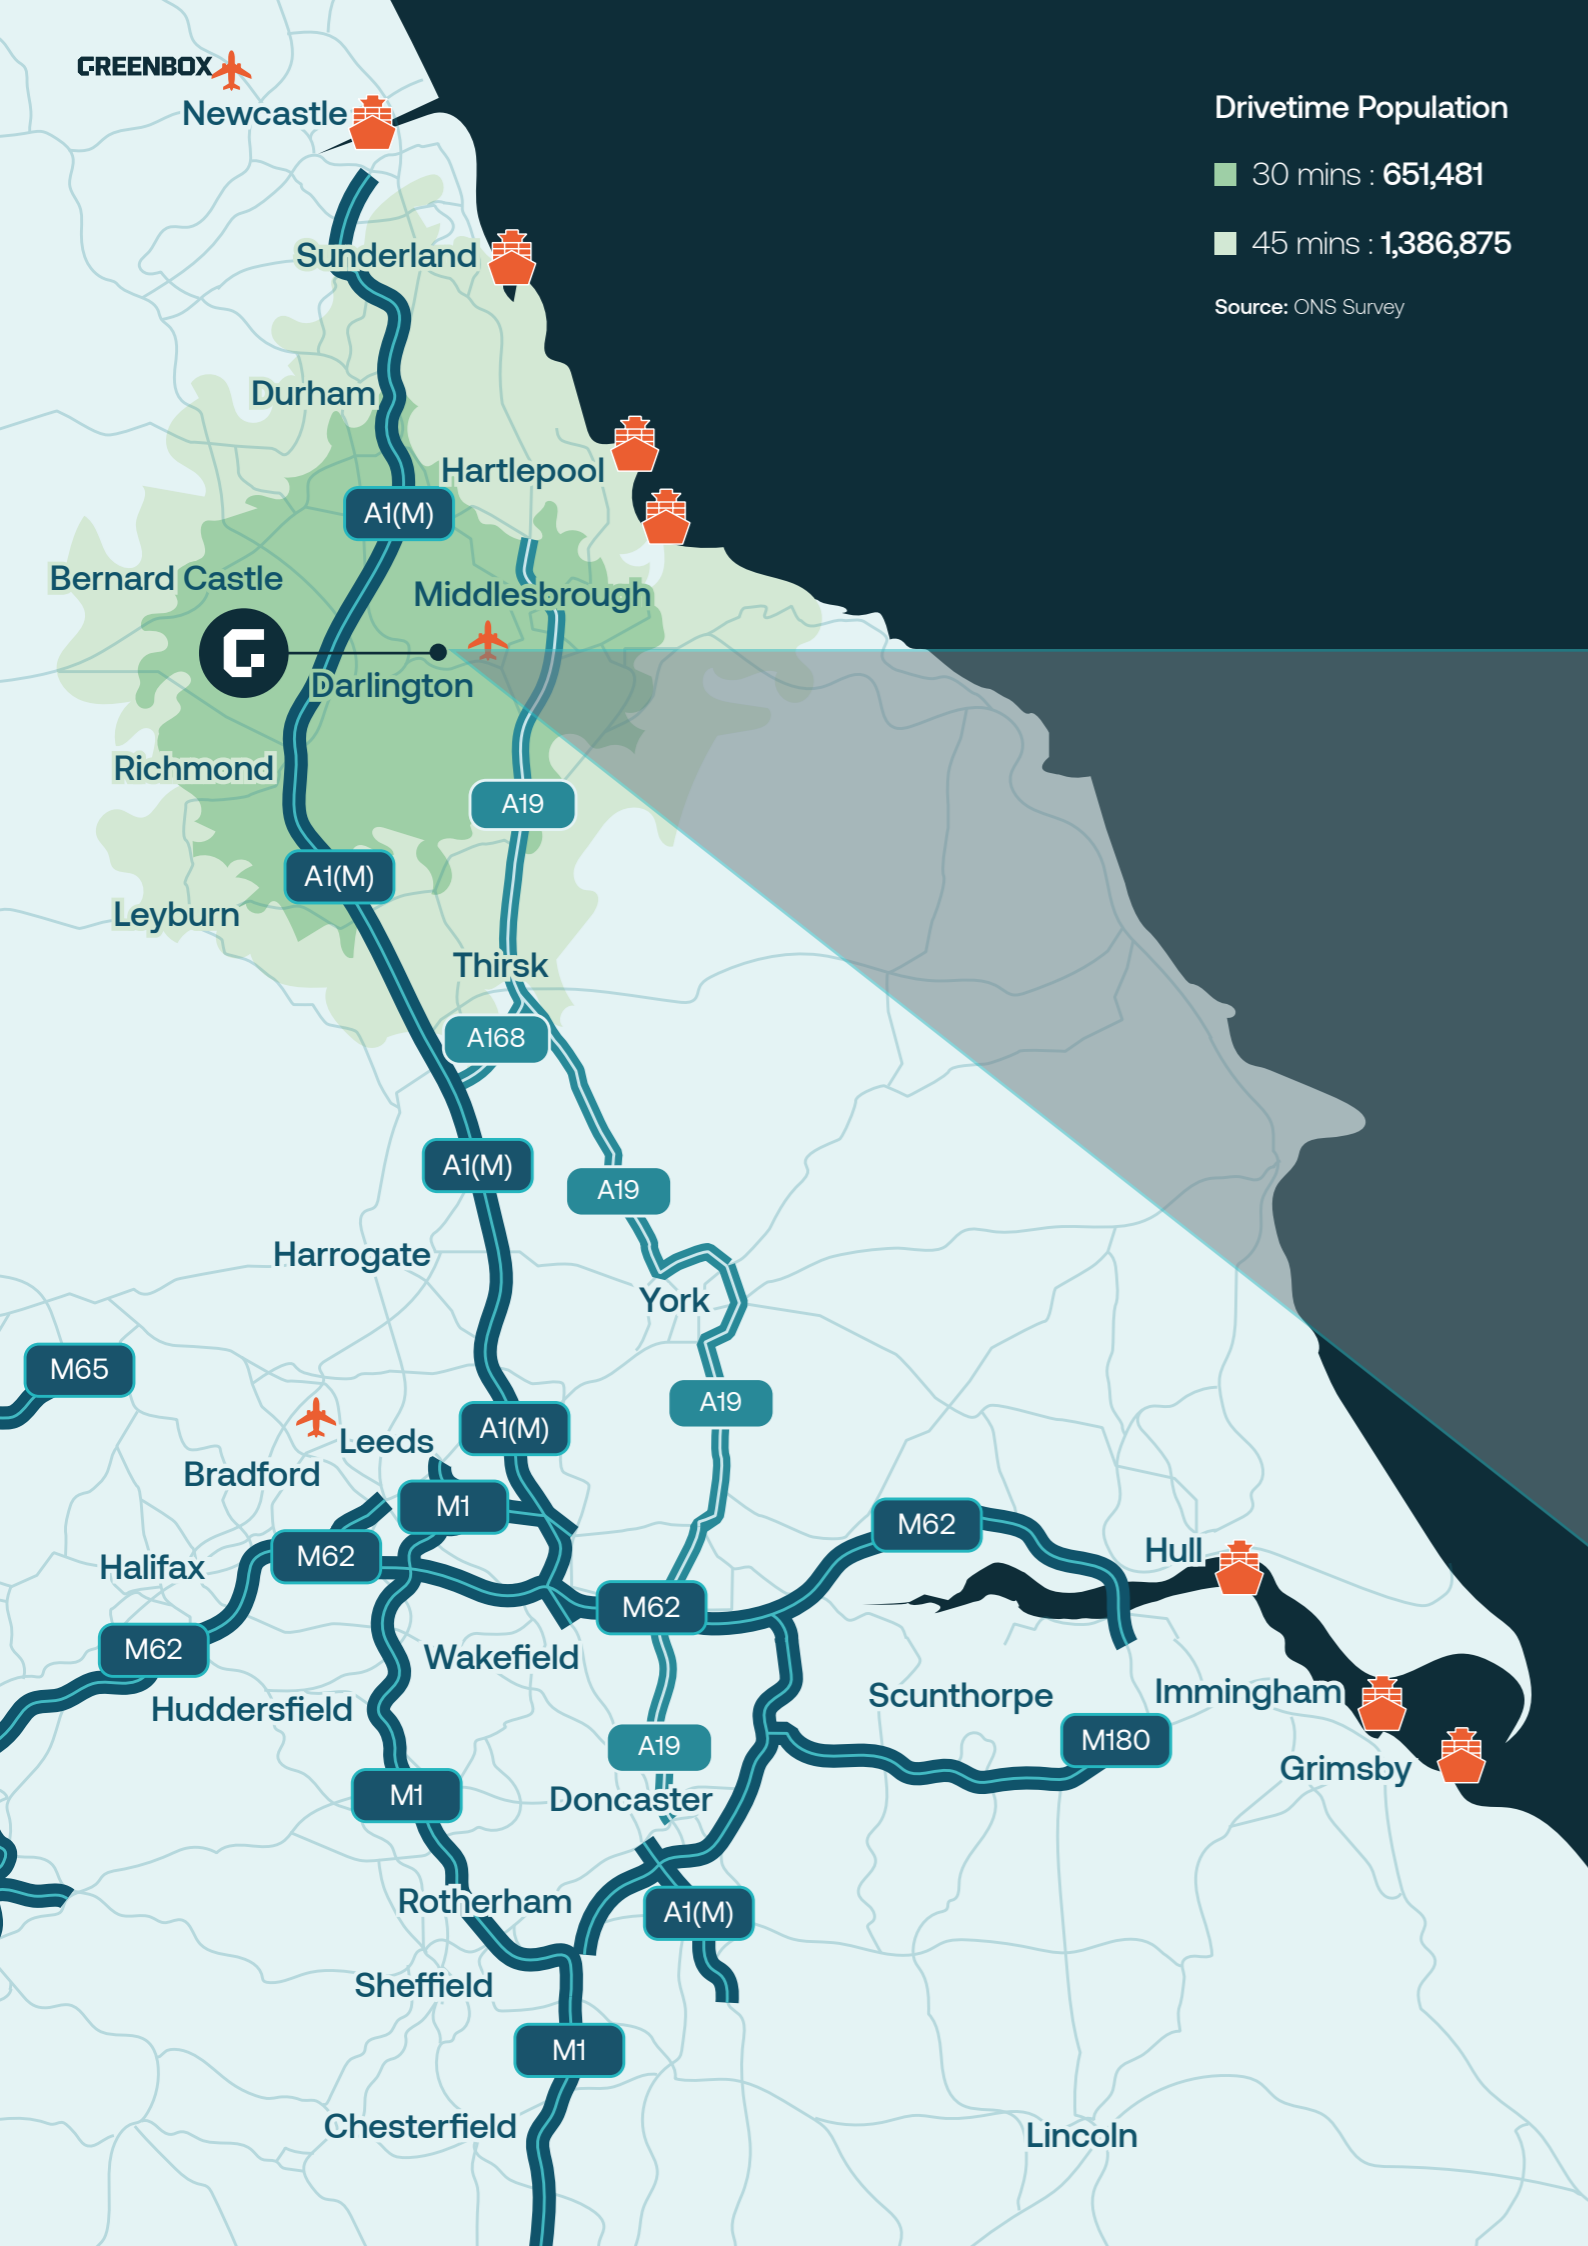 GREENBOX
Newcastle
Drivetime Population
30 mins : 651,481
45 mins : 1,386,875
Source: ONS Survey
Sunderland
Durham
Hartlepool
A1(M)
Bernard Castle
Middlesbrough
G
Darlington
Richmond
A19
A1(M)
Leyburn
Thirsk
A168
A1(M)
A19
Harrogate
York
M65
A19
A1(M)
Leeds
Bradford
M1
M62
M62
Hull
Halifax
M62
M62
Wakefield
Huddersfield
Scunthorpe
Immingham
M180
A19
Grimsby
M1
Doncaster
Rotherham
A1(M)
Sheffield
M1
Chesterfield
Lincoln